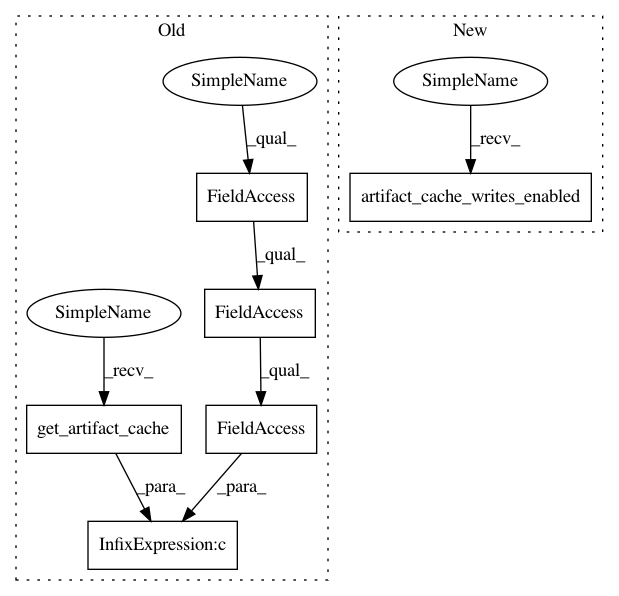 Old
New
SimpleName
SimpleName
_qual_
_recv_
FieldAccess
artifact_cache_writes_enabled
_qual_
SimpleName
FieldAccess
_recv_
_qual_
get_artifact_cache
FieldAccess
_para_
_para_
InfixExpression:c